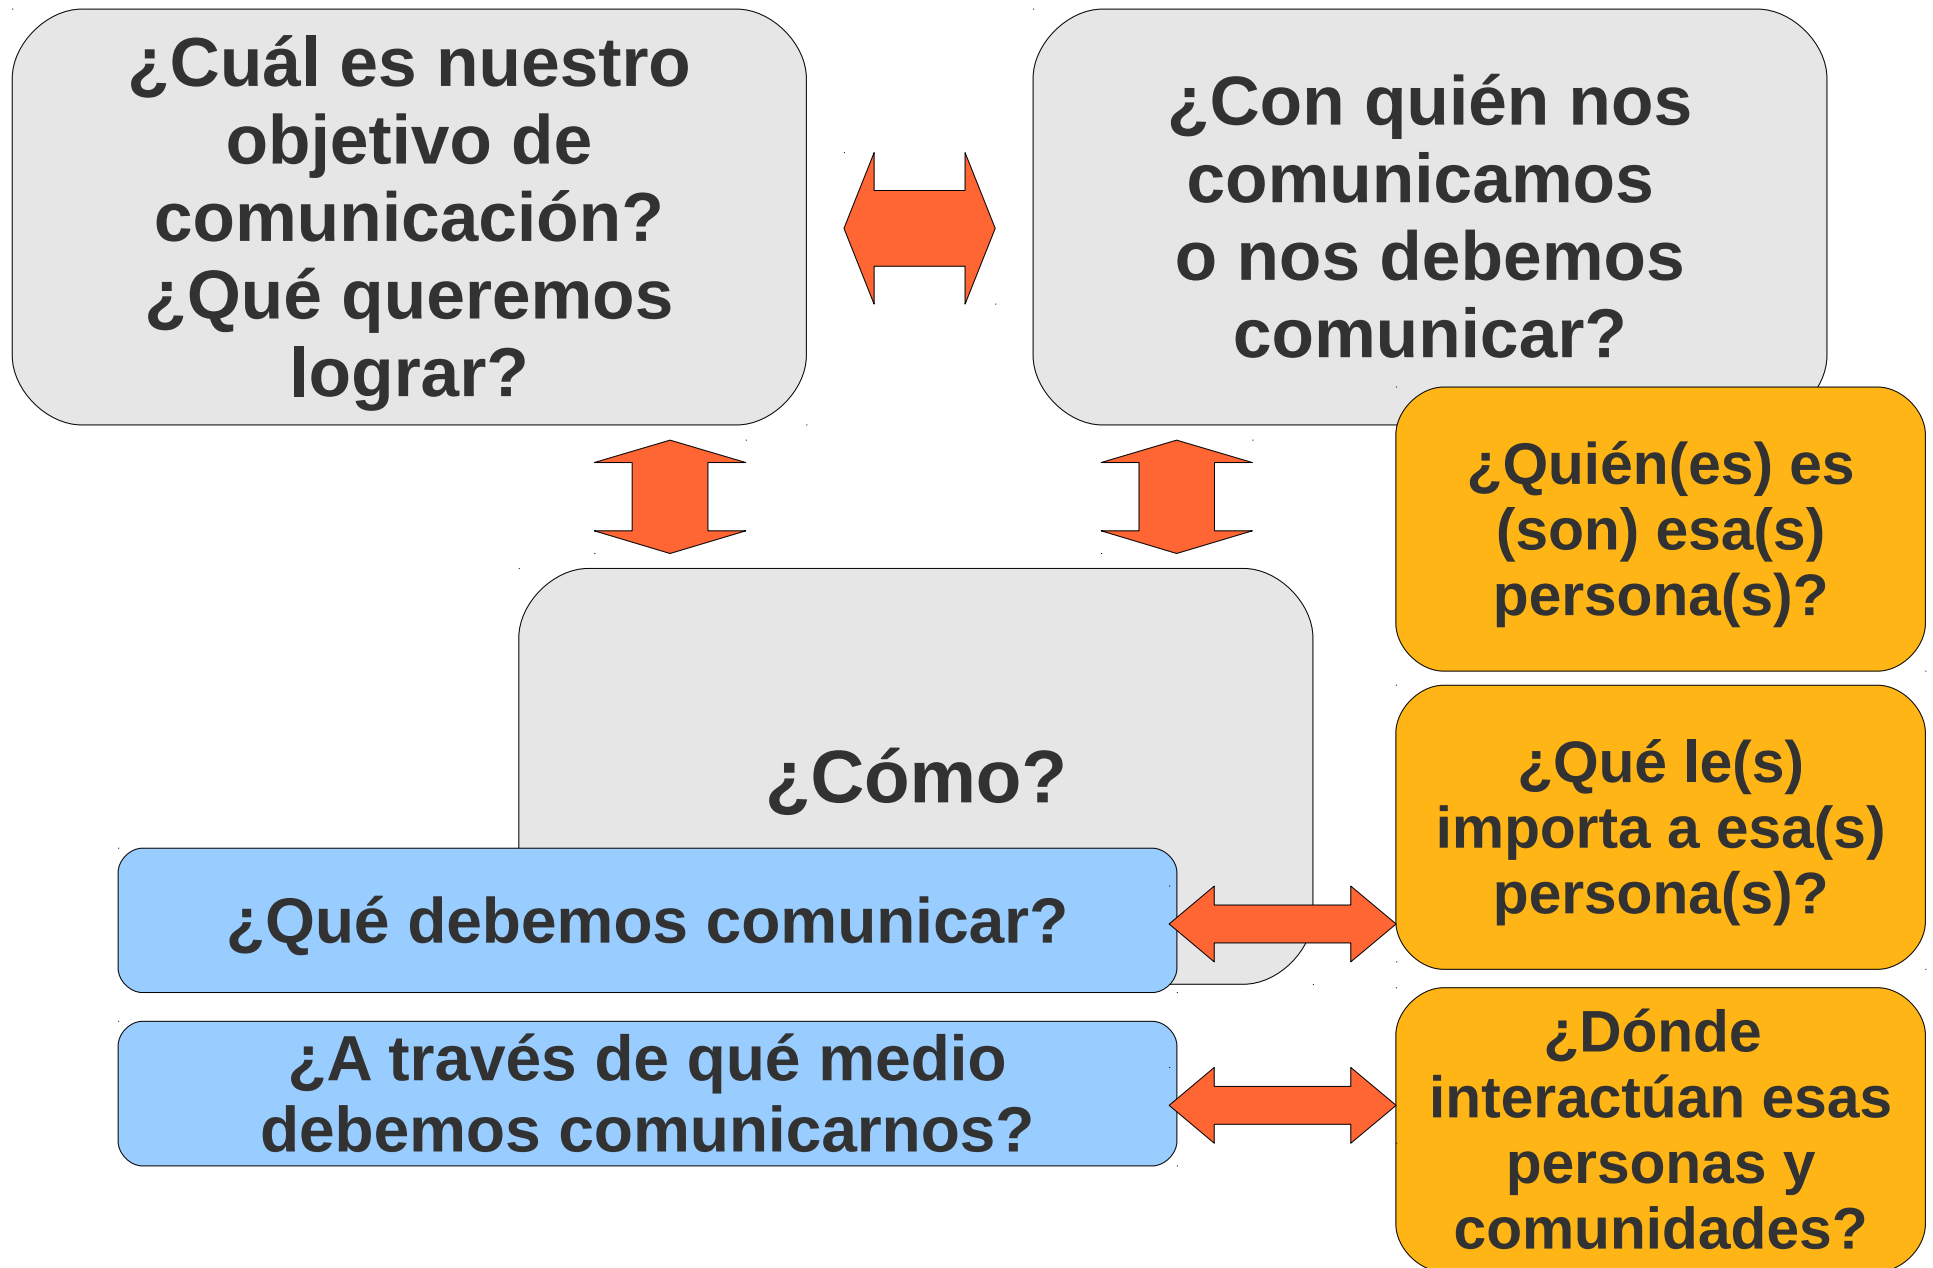 ¿Cuál es nuestro
objetivo de
comunicación?
¿Qué queremos
lograr?
¿Con quién nos
comunicamos
o nos debemos
comunicar?
¿Quién(es) es
(son) esa(s)
persona(s)?
¿Cómo?
¿Qué le(s)
importa a esa(s)
persona(s)?
¿Qué debemos comunicar?
¿A través de qué medio
debemos comunicarnos?
¿Dónde
interactúan esas
personas y
comunidades?